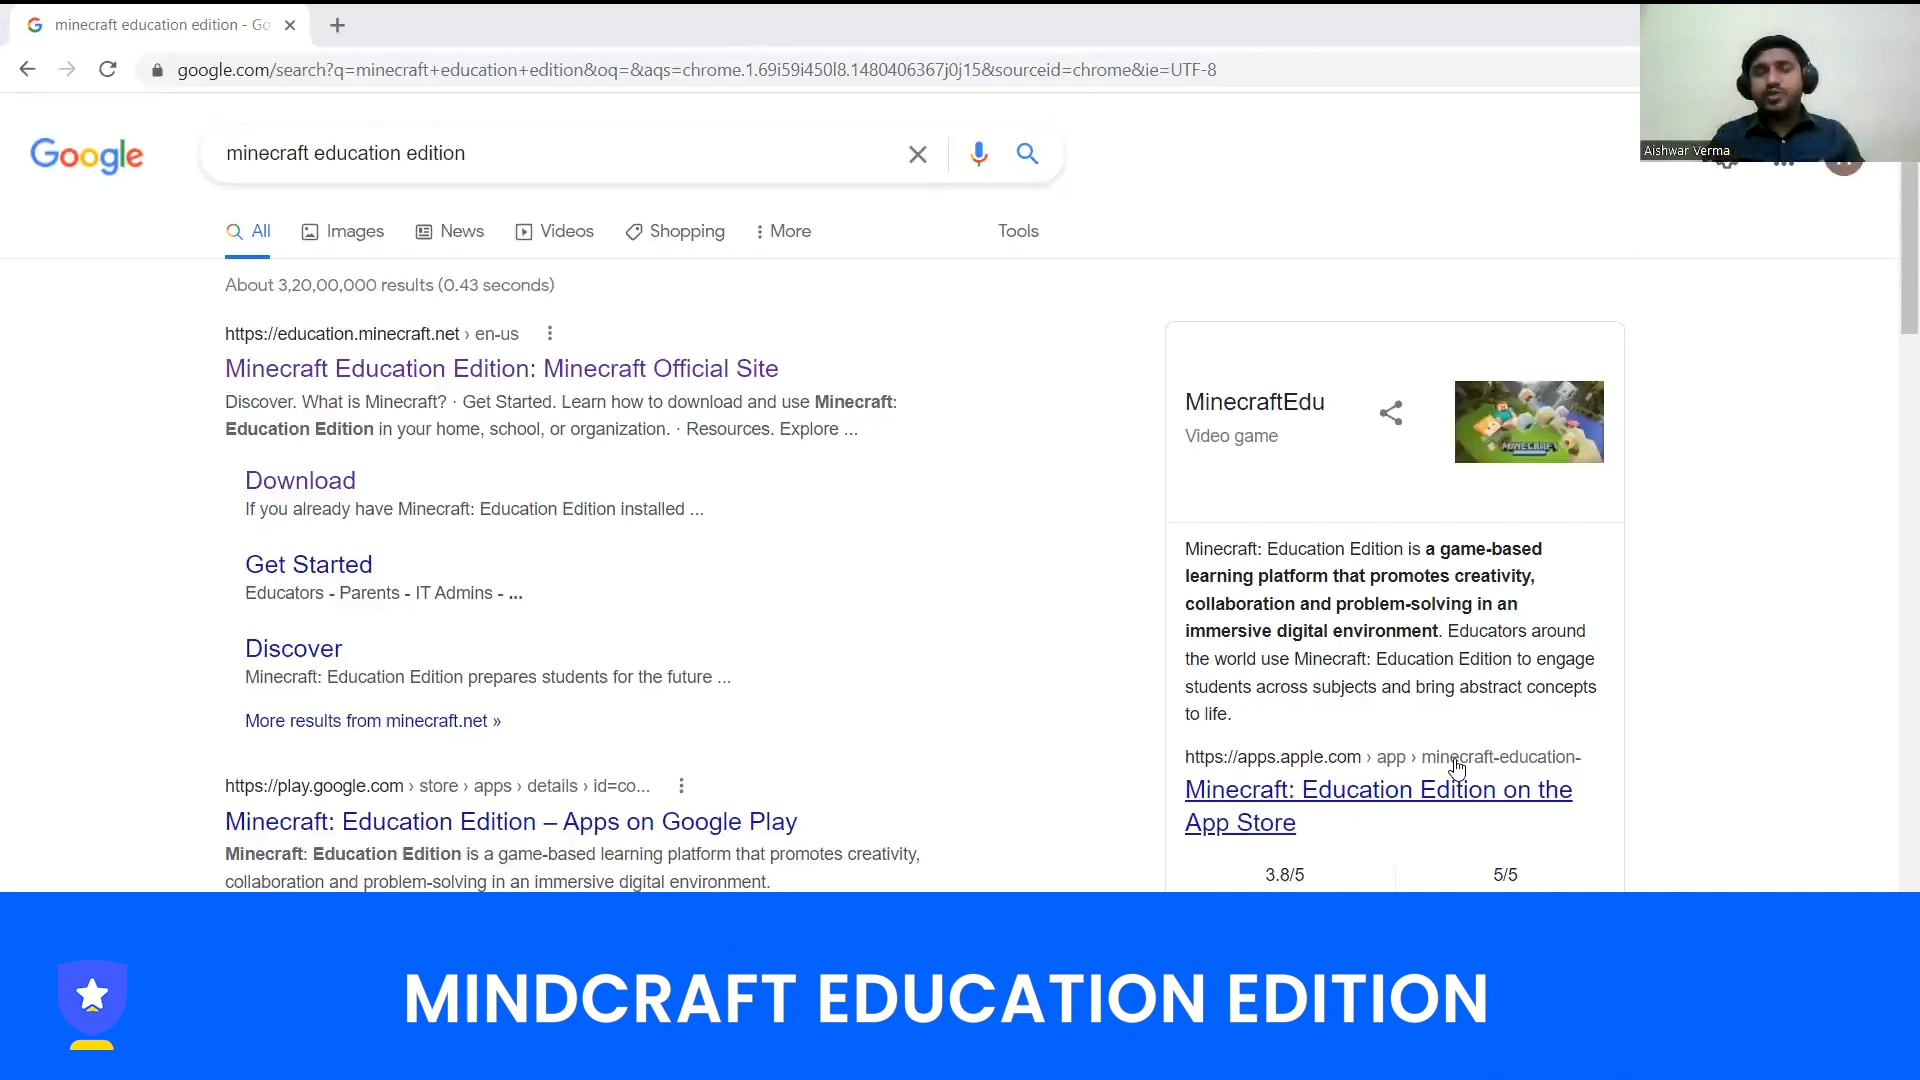 minecraft education edition - Go
google.com/search?q=minecraft+education+edition&oq=&aqs=chrome.1.69i59i450l8.1480406367j0j15&sourceid=chrome&ie=UTF-8
Aishwar Verma
Google
minecraft education edition
All Images News Videos Shopping More Tools
About 3,20,00,000 results (0.43 seconds)
https://education.minecraft.net › en-us
Minecraft Education Edition: Minecraft Official Site
Discover. What is Minecraft? · Get Started. Learn how to download and use Minecraft:
Education Edition in your home, school, or organization. · Resources. Explore ...
Download
If you already have Minecraft: Education Edition installed ...
Get Started
Educators - Parents - IT Admins - ...
Discover
Minecraft: Education Edition prepares students for the future ...
More results from minecraft.net »
https://play.google.com › store › apps › details › id=co...
Minecraft: Education Edition – Apps on Google Play
Minecraft: Education Edition is a game-based learning platform that promotes creativity,
collaboration and problem-solving in an immersive digital environment.
MinecraftEdu
Video game
MINECRAFT
Minecraft: Education Edition is a game-based
learning platform that promotes creativity,
collaboration and problem-solving in an
immersive digital environment. Educators around
the world use Minecraft: Education Edition to engage
students across subjects and bring abstract concepts
to life.
https://apps.apple.com › app › minecraft-education-
Minecraft: Education Edition on the
App Store
3.8/5 5/5
MINDCRAFT EDUCATION EDITION